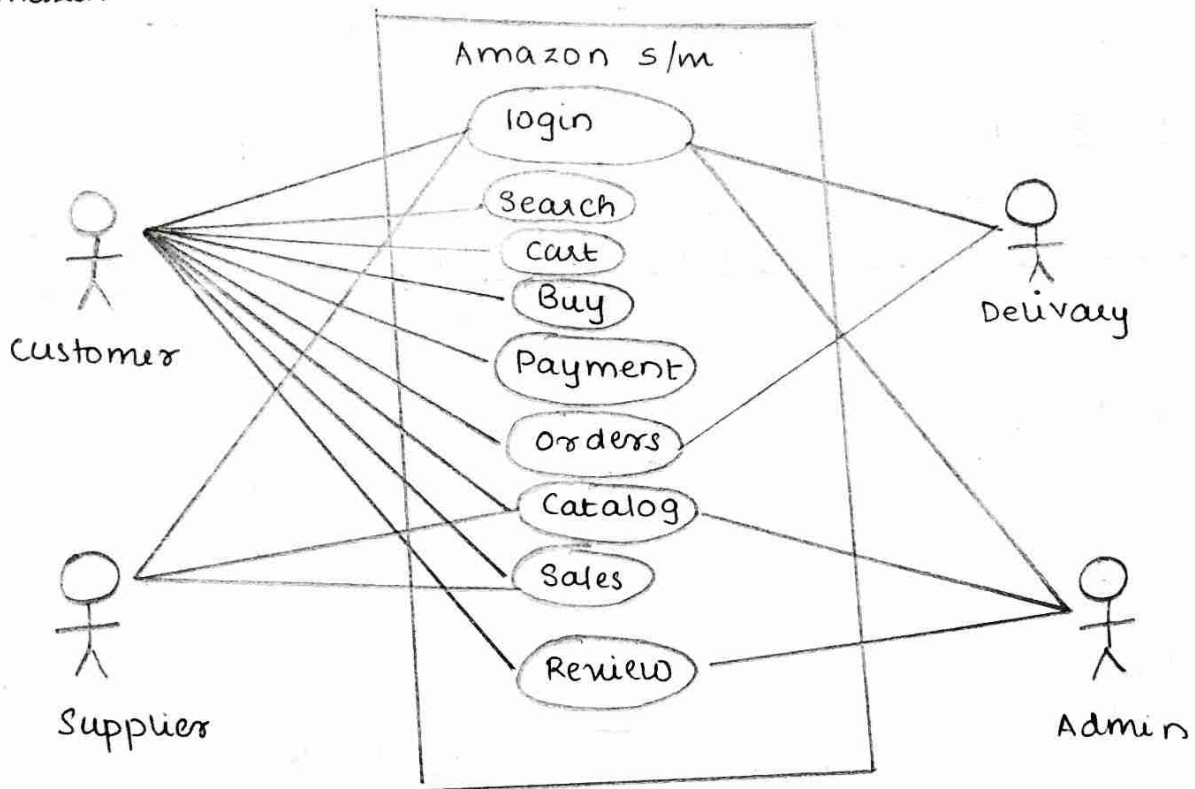 Amazon s/m
login
Search
Cart
Buy
Customer
Delivary
Payment
Orders
Catalog
Sales
Review
Supplier
Admin